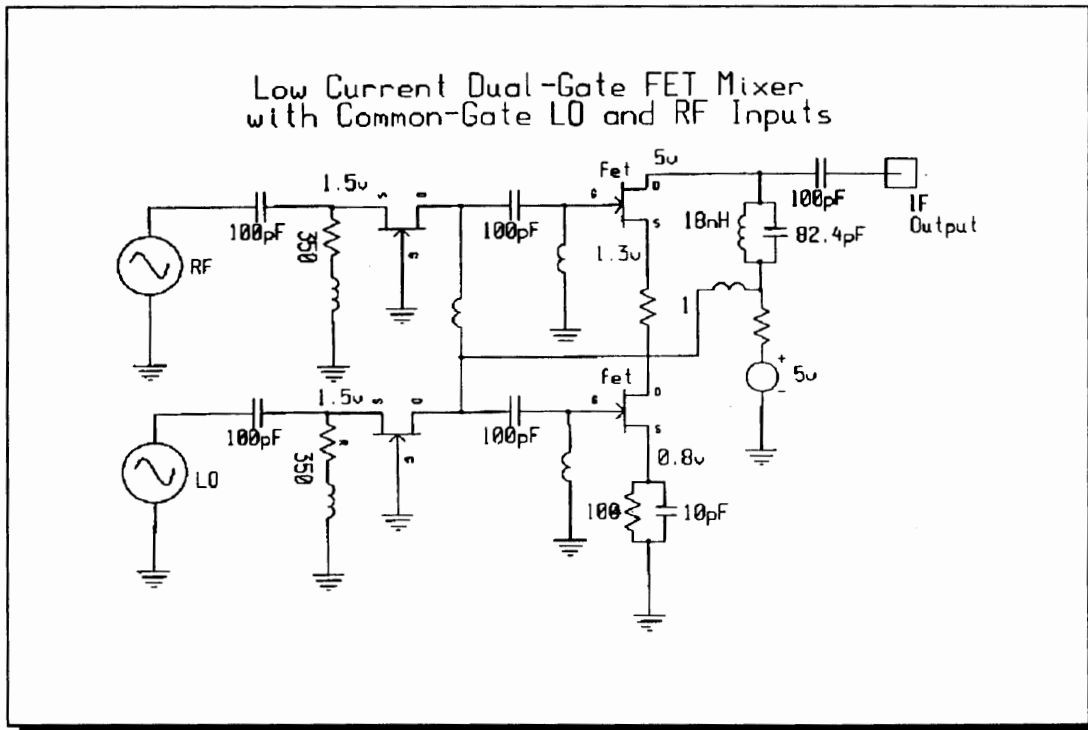 Low Current Dual-Gate FET Mixer
with Common-Gate LO and RF Inputs
1.5v
S
D
G
100pF
350
RF
100pF
G
Fet
D
S
5v
1.3v
18nH
82.4pF
100pF
IF
Output
1
+
-
5v
1.5v
S
D
G
100pF
R
350
LO
100pF
G
Fet
D
S
0.8v
100
10pF